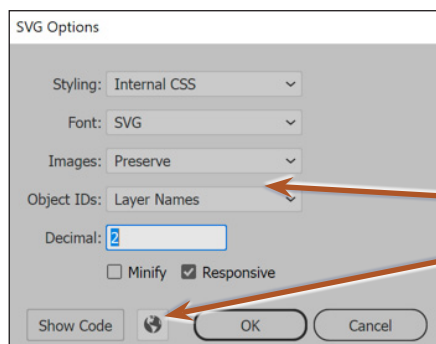 SVG Options
Styling: Internal CSS
Font: SVG
Images: Preserve
Object IDs: Layer Names
Decimal: 2
Minify Responsive
Show Code OK Cancel